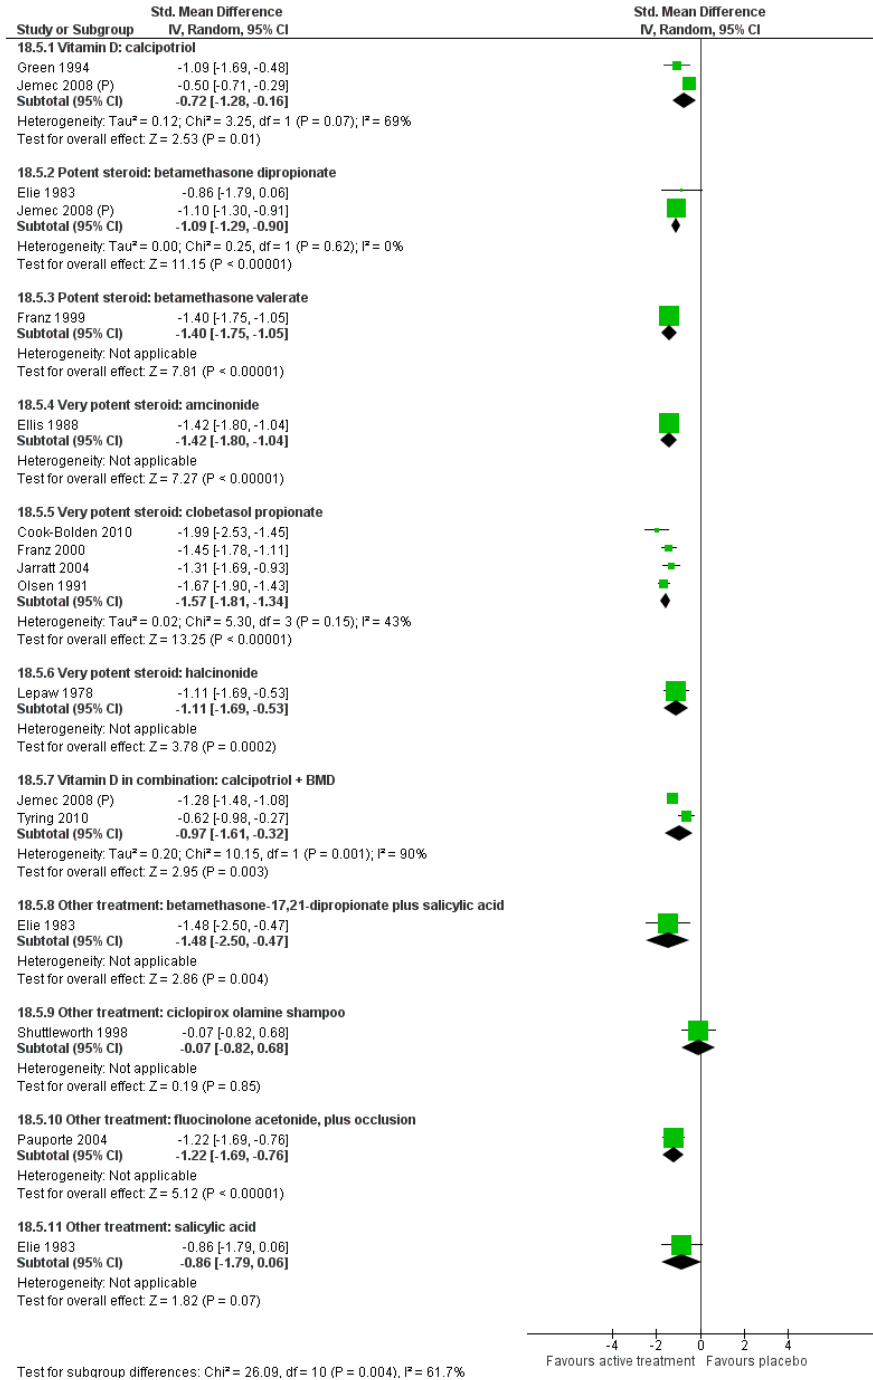 Std. Mean Difference Std. Mean Difference
Study or Subgroup IV, Random, 95% CI IV, Random, 95% CI
18.5.1 Vitamin D: calcipotriol
Green 1994 -1.09 [-1.69, -0.48]
Jemec 2008 (P) -0.50 [-0.71, -0.29]
Subtotal (95% CI) -0.72 [-1.28, -0.16]
Heterogeneity: Tau² = 0.12; Chi² = 3.25, df = 1 (P = 0.07); I² = 69%
Test for overall effect: Z = 2.53 (P = 0.01)
18.5.2 Potent steroid: betamethasone dipropionate
Elie 1983 -0.86 [-1.79, 0.06]
Jemec 2008 (P) -1.10 [-1.30, -0.91]
Subtotal (95% CI) -1.09 [-1.29, -0.90]
Heterogeneity: Tau² = 0.00; Chi² = 0.25, df = 1 (P = 0.62); I² = 0%
Test for overall effect: Z = 11.15 (P < 0.00001)
18.5.3 Potent steroid: betamethasone valerate
Franz 1999 -1.40 [-1.75, -1.05]
Subtotal (95% CI) -1.40 [-1.75, -1.05]
Heterogeneity: Not applicable
Test for overall effect: Z = 7.81 (P < 0.00001)
18.5.4 Very potent steroid: amcinonide
Ellis 1988 -1.42 [-1.80, -1.04]
Subtotal (95% CI) -1.42 [-1.80, -1.04]
Heterogeneity: Not applicable
Test for overall effect: Z = 7.27 (P < 0.00001)
18.5.5 Very potent steroid: clobetasol propionate
Cook-Bolden 2010 -1.99 [-2.53, -1.45]
Franz 2000 -1.45 [-1.78, -1.11]
Jarratt 2004 -1.31 [-1.69, -0.93]
Olsen 1991 -1.67 [-1.90, -1.43]
Subtotal (95% CI) -1.57 [-1.81, -1.34]
Heterogeneity: Tau² = 0.02; Chi² = 5.30, df = 3 (P = 0.15); I² = 43%
Test for overall effect: Z = 13.25 (P < 0.00001)
18.5.6 Very potent steroid: halcinonide
Lepaw 1978 -1.11 [-1.69, -0.53]
Subtotal (95% CI) -1.11 [-1.69, -0.53]
Heterogeneity: Not applicable
Test for overall effect: Z = 3.78 (P = 0.0002)
18.5.7 Vitamin D in combination: calcipotriol + BMD
Jemec 2008 (P) -1.28 [-1.48, -1.08]
Tyring 2010 -0.62 [-0.98, -0.27]
Subtotal (95% CI) -0.97 [-1.61, -0.32]
Heterogeneity: Tau² = 0.20; Chi² = 10.15, df = 1 (P = 0.001); I² = 90%
Test for overall effect: Z = 2.95 (P = 0.003)
18.5.8 Other treatment: betamethasone-17,21-dipropionate plus salicylic acid
Elie 1983 -1.48 [-2.50, -0.47]
Subtotal (95% CI) -1.48 [-2.50, -0.47]
Heterogeneity: Not applicable
Test for overall effect: Z = 2.86 (P = 0.004)
18.5.9 Other treatment: ciclopirox olamine shampoo
Shuttleworth 1998 -0.07 [-0.82, 0.68]
Subtotal (95% CI) -0.07 [-0.82, 0.68]
Heterogeneity: Not applicable
Test for overall effect: Z = 0.19 (P = 0.85)
18.5.10 Other treatment: fluocinolone acetonide, plus occlusion
Pauporte 2004 -1.22 [-1.69, -0.76]
Subtotal (95% CI) -1.22 [-1.69, -0.76]
Heterogeneity: Not applicable
Test for overall effect: Z = 5.12 (P < 0.00001)
18.5.11 Other treatment: salicylic acid
Elie 1983 -0.86 [-1.79, 0.06]
Subtotal (95% CI) -0.86 [-1.79, 0.06]
Heterogeneity: Not applicable
Test for overall effect: Z = 1.82 (P = 0.07)
-4 -2 0 2 4
Favours active treatment Favours placebo
Test for subgroup differences: Chi² = 26.09, df = 10 (P = 0.004), I² = 61.7%